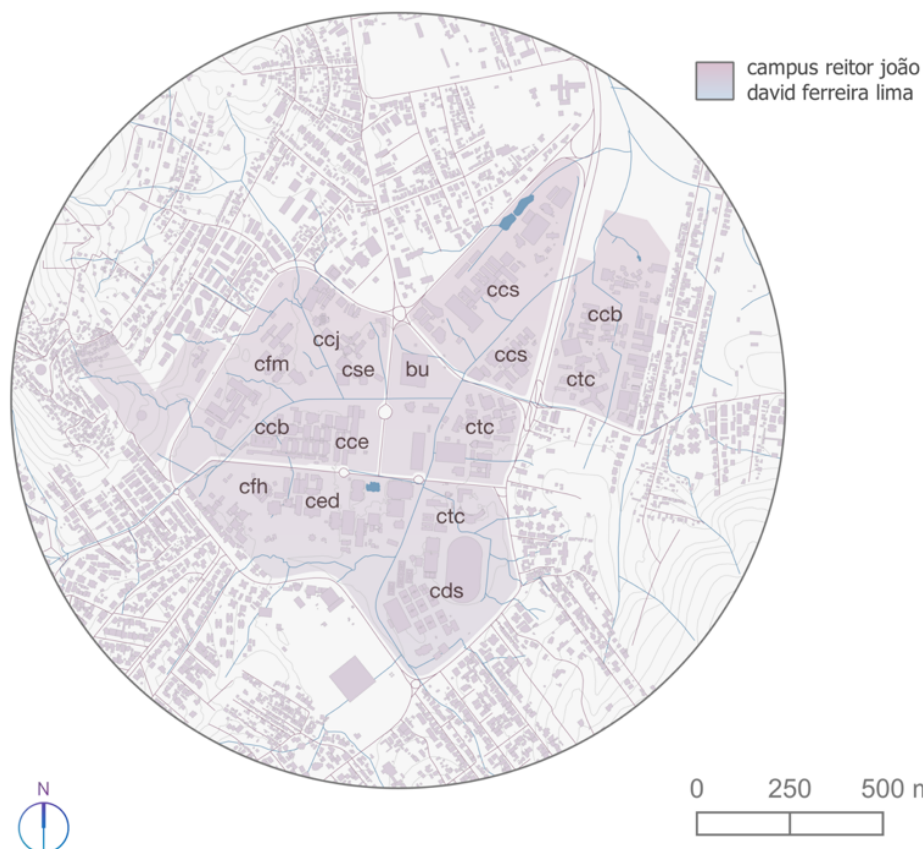 campus reitor joão
david ferreira lima
ccs
ccb
ccj
ccs
cfm
cse
bu
ctc
ccb
cce
ctc
cfh
ced
ctc
cds
N
0 250 500 m